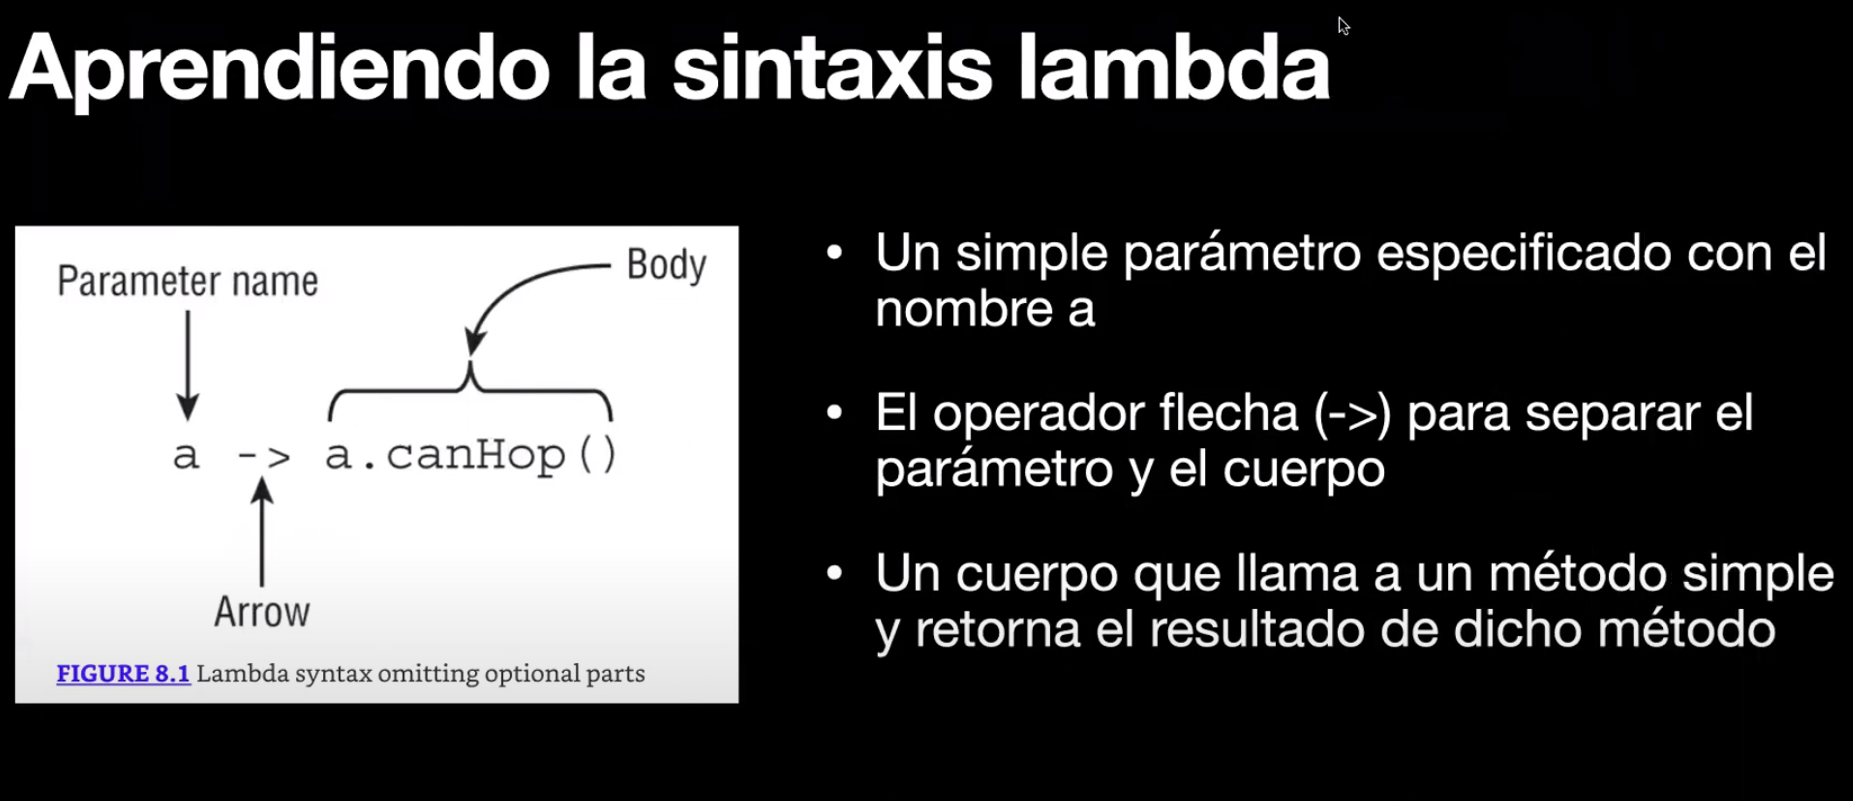 Aprendiendo la sintaxis lambda
Parameter name
Body
a -> a.canHop()
Arrow
FIGURE 8.1 Lambda syntax omitting optional parts
• Un simple parámetro especificado con el
nombre a
• El operador flecha (->) para separar el
parámetro y el cuerpo
• Un cuerpo que llama a un método simple
y retorna el resultado de dicho método